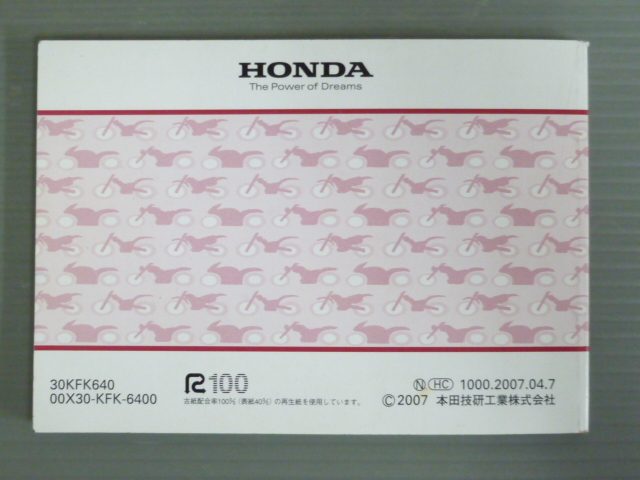 HONDA
The Power of Dreams
30KFK640
00X30-KFK-6400
R100
古紙配合率100%(表紙40%)の再生紙を使用しています。
Ⓝ HC 1000.2007.04.7
©2007 本田技研工業株式会社